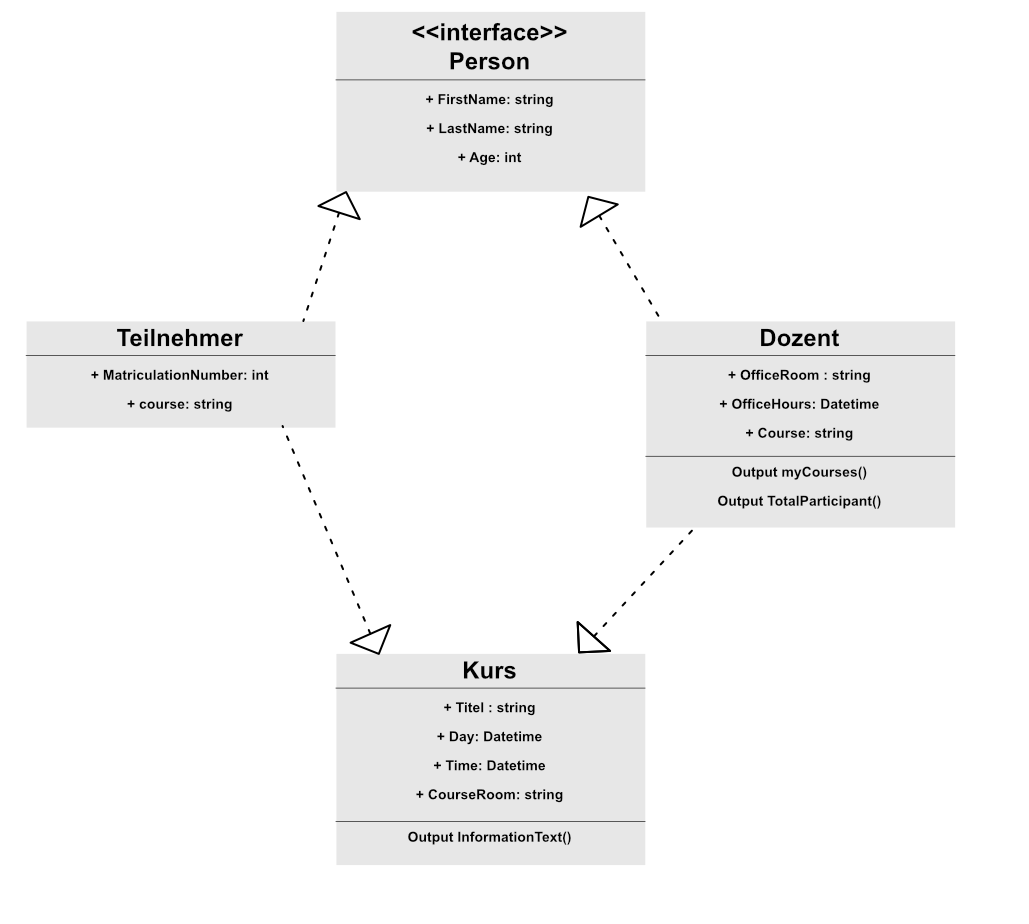 <<interface>>
Person
+ FirstName: string
+ LastName: string
+ Age: int
Teilnehmer
+ MatriculationNumber: int
+ course: string
Dozent
+ OfficeRoom : string
+ OfficeHours: Datetime
+ Course: string
Output myCourses()
Output TotalParticipant()
Kurs
+ Titel : string
+ Day: Datetime
+ Time: Datetime
+ CourseRoom: string
Output InformationText()